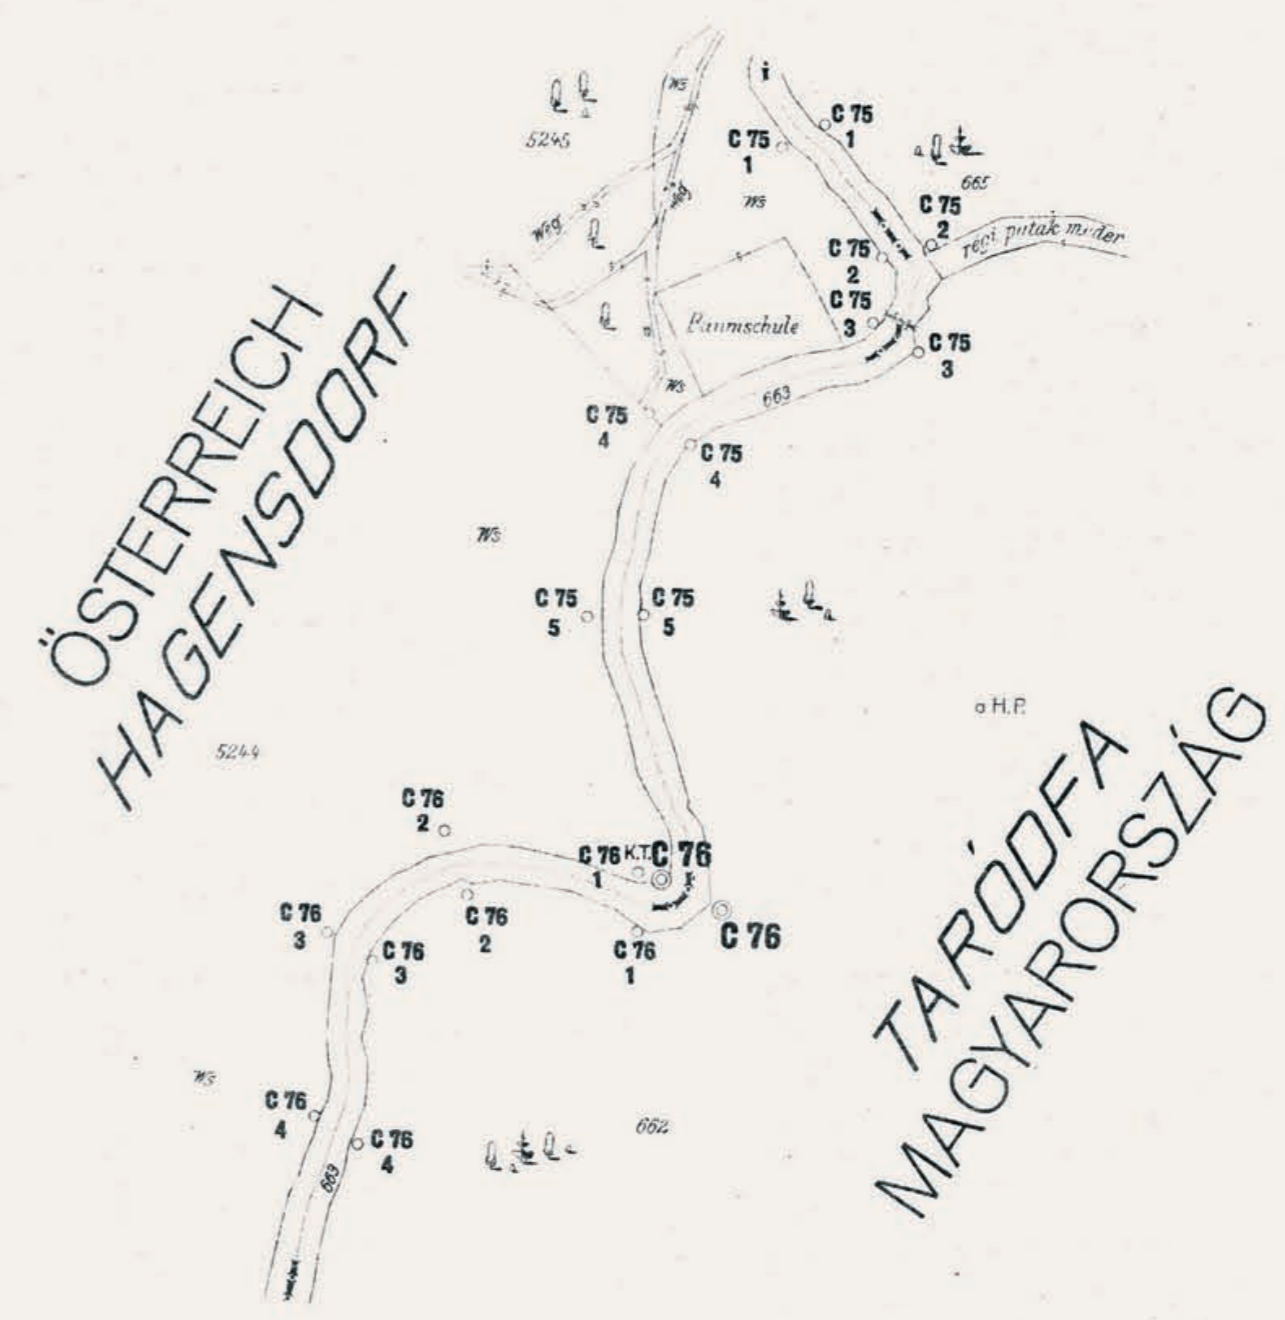 Ws
5245
C 75
1
C 75
1
665
Ws
Weg
Weg
C 75
2
régi patak meder
C 75
2
C 75
3
Baumschule
C 75
3
Ws
663
C 75
4
C 75
4
ÖSTERREICH
HAGENSDORF
Ws
C 75
5
C 75
5
H.P.
5244
C 76
2
C 76
1
K.T.
C 76
C 76
3
C 76
2
C 76
1
C 76
C 76
3
TARÓDFA
MAGYARORSZÁG
Ws
C 76
4
C 76
4
662
663